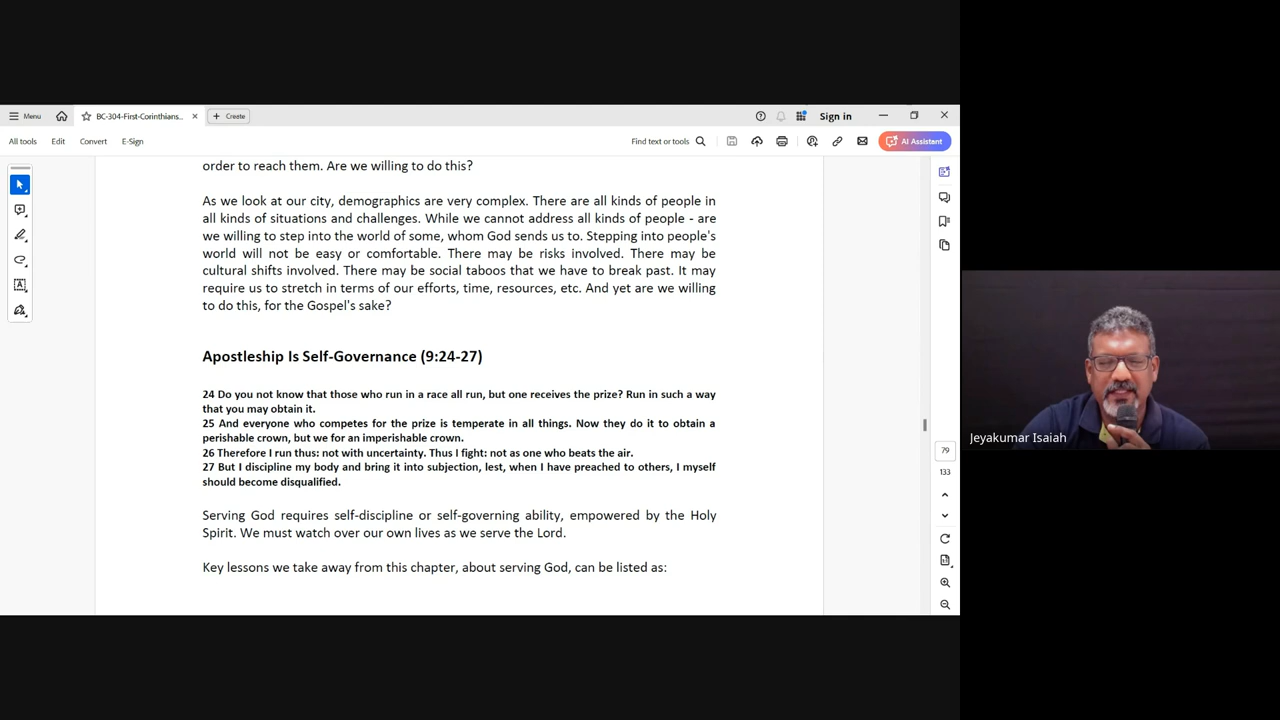 Menu
BC-304-First-Corinthians...
Create
Sign in
All tools
Edit
Convert
E-Sign
Find text or tools
AI Assistant
order to reach them. Are we willing to do this?
As we look at our city, demographics are very complex. There are all kinds of people in
all kinds of situations and challenges. While we cannot address all kinds of people - are
we willing to step into the world of some, whom God sends us to. Stepping into people's
world will not be easy or comfortable. There may be risks involved. There may be
cultural shifts involved. There may be social taboos that we have to break past. It may
require us to stretch in terms of our efforts, time, resources, etc. And yet are we willing
to do this, for the Gospel's sake?
Apostleship Is Self-Governance (9:24-27)
24 Do you not know that those who run in a race all run, but one receives the prize? Run in such a way
that you may obtain it.
25 And everyone who competes for the prize is temperate in all things. Now they do it to obtain a
perishable crown, but we for an imperishable crown.
26 Therefore I run thus: not with uncertainty. Thus I fight: not as one who beats the air.
27 But I discipline my body and bring it into subjection, lest, when I have preached to others, I myself
should become disqualified.
Serving God requires self-discipline or self-governing ability, empowered by the Holy
Spirit. We must watch over our own lives as we serve the Lord.
Key lessons we take away from this chapter, about serving God, can be listed as:
79
133
Jeyakumar Isaiah